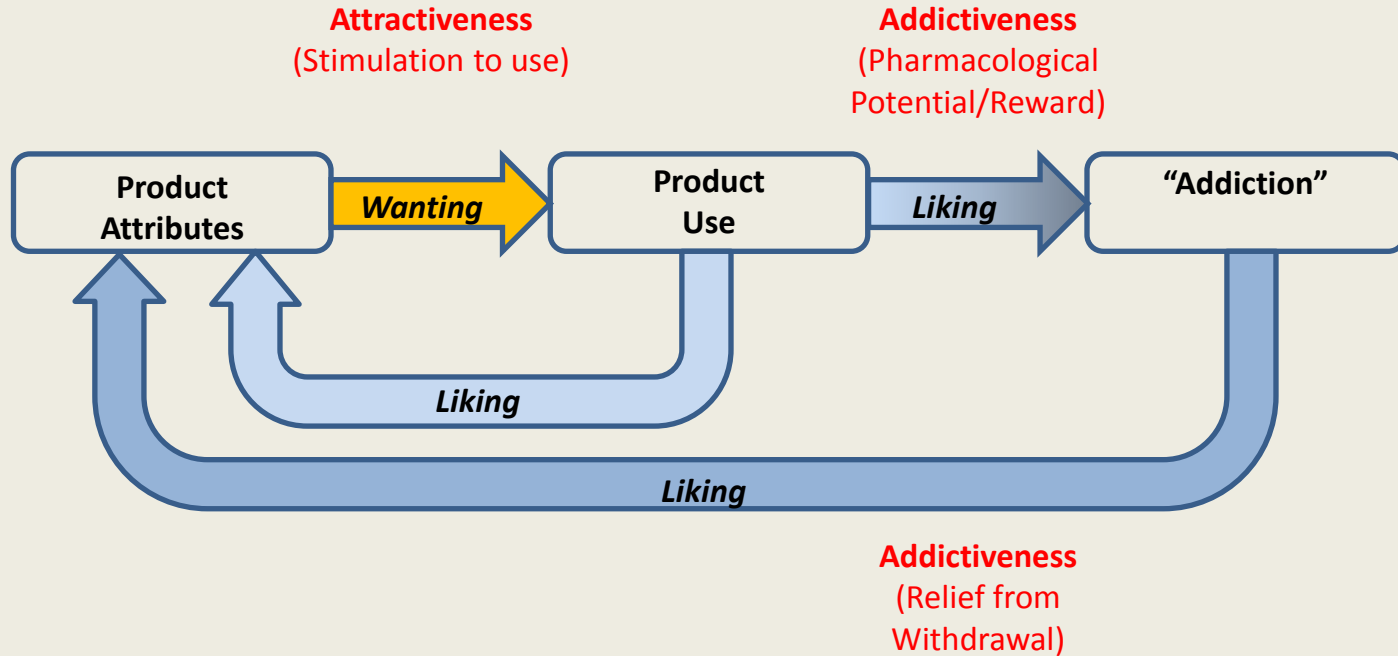 Attractiveness
(Stimulation to use)
Addictiveness
(Pharmacological
Potential/Reward)
Product
Attributes
Wanting
Product
Use
Liking
“Addiction”
Liking
Liking
Addictiveness
(Relief from
Withdrawal)